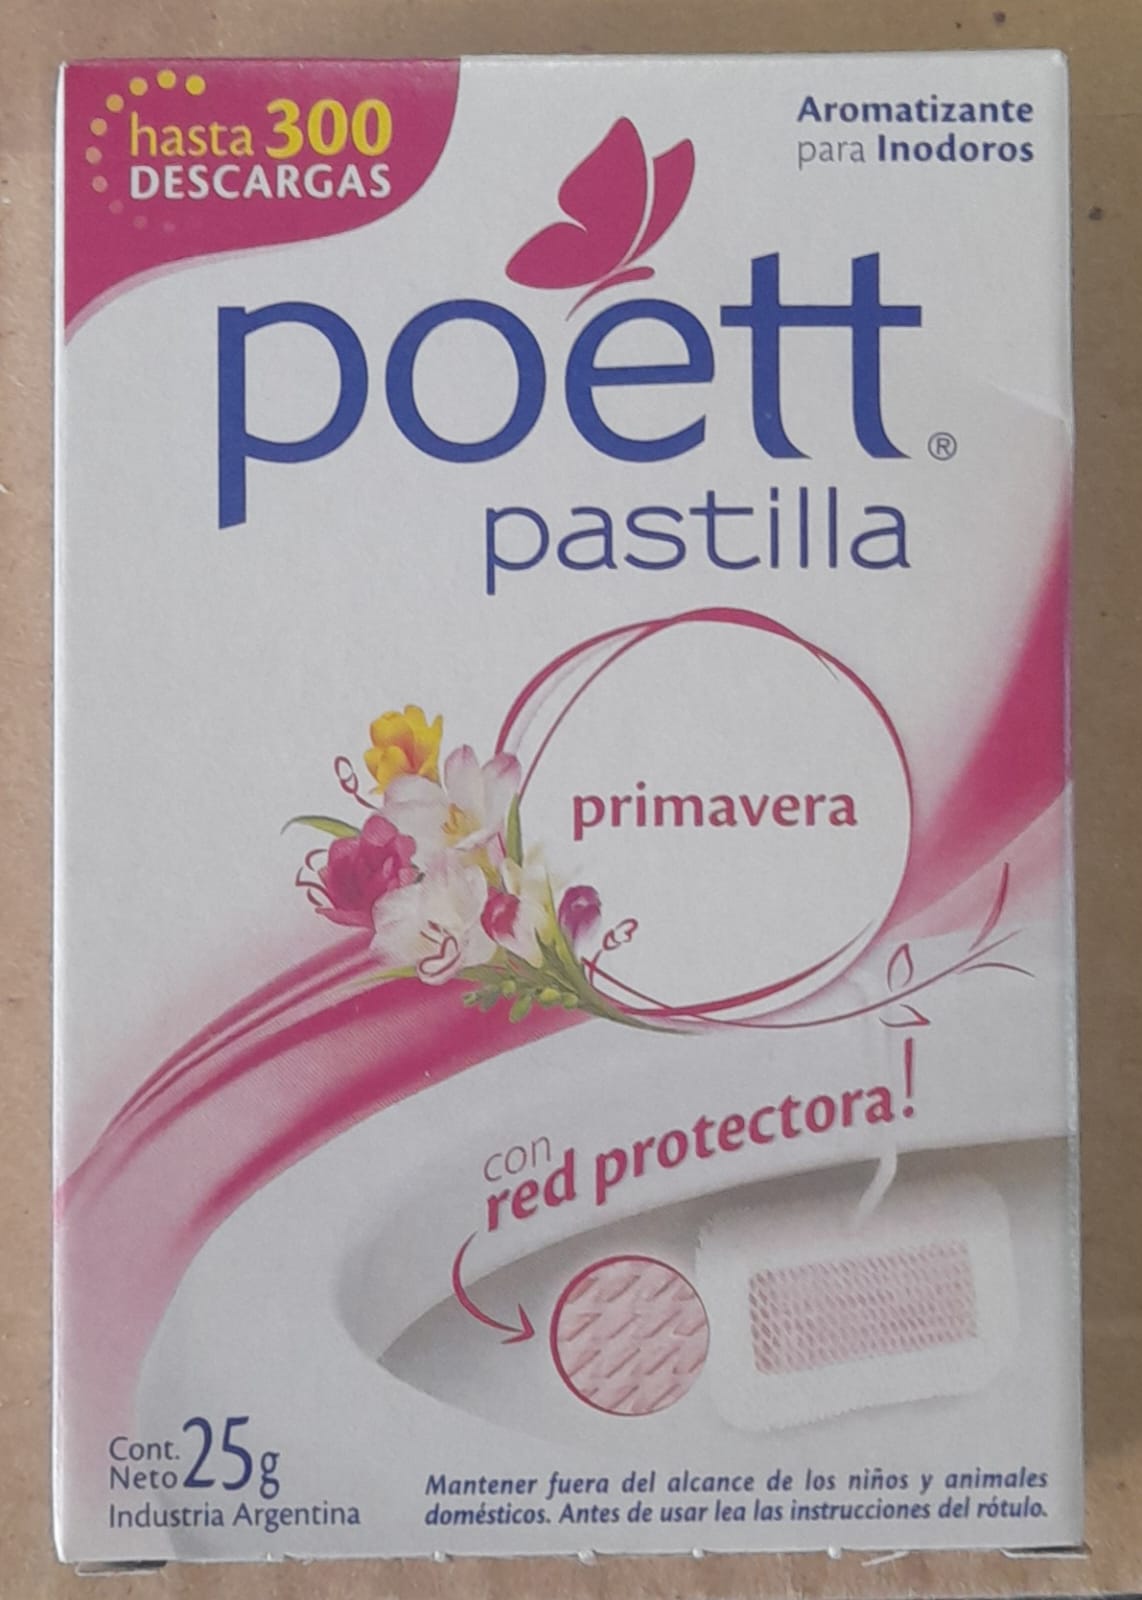 hasta 300
DESCARGAS
Aromatizante
para Inodoros
poett®
pastilla
primavera
con
red protectora!
Cont.
Neto 25g
Industria Argentina
Mantener fuera del alcance de los niños y animales
domésticos. Antes de usar lea las instrucciones del rótulo.